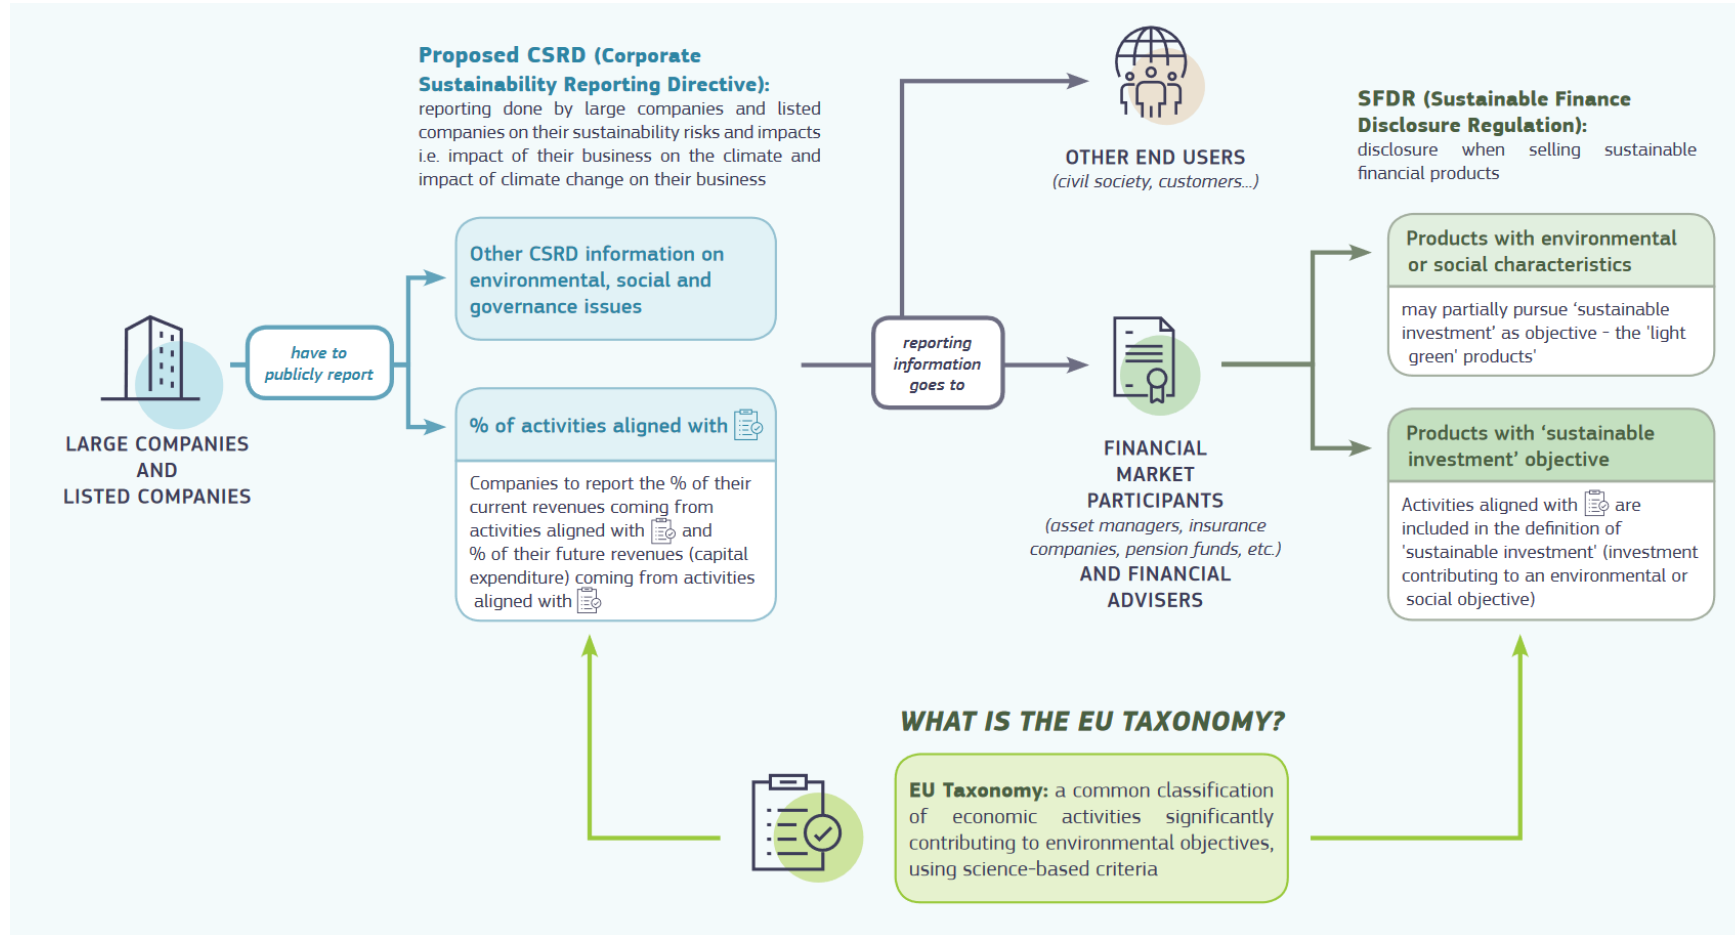 Proposed CSRD (Corporate
Sustainability Reporting Directive):
reporting done by large companies and listed
companies on their sustainability risks and impacts
i.e. impact of their business on the climate and
impact of climate change on their business
Other CSRD information on
environmental, social and
governance issues
have to
publicly report
LARGE COMPANIES
AND
LISTED COMPANIES
% of activities aligned with
Companies to report the % of their
current revenues coming from
activities aligned with and
% of their future revenues (capital
expenditure) coming from activities
aligned with
reporting
information
goes to
OTHER END USERS
(civil society, customers...)
FINANCIAL
MARKET
PARTICIPANTS
(asset managers, insurance
companies, pension funds, etc.)
AND FINANCIAL
ADVISERS
SFDR (Sustainable Finance
Disclosure Regulation):
disclosure when selling sustainable
financial products
Products with environmental
or social characteristics
may partially pursue ‘sustainable
investment’ as objective - the 'light
green' products'
Products with ‘sustainable
investment’ objective
Activities aligned with are
included in the definition of
'sustainable investment' (investment
contributing to an environmental or
social objective)
WHAT IS THE EU TAXONOMY?
EU Taxonomy: a common classification
of economic activities significantly
contributing to environmental objectives,
using science-based criteria